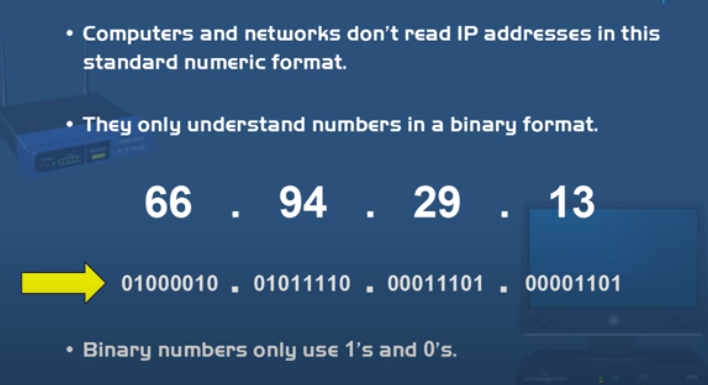 • Computers and networks don't read IP addresses in this
standard numeric format.
• They only understand numbers in a binary format.
66 . 94 . 29 . 13
01000010 . 01011110 . 00011101 . 00001101
• Binary numbers only use 1's and 0's.